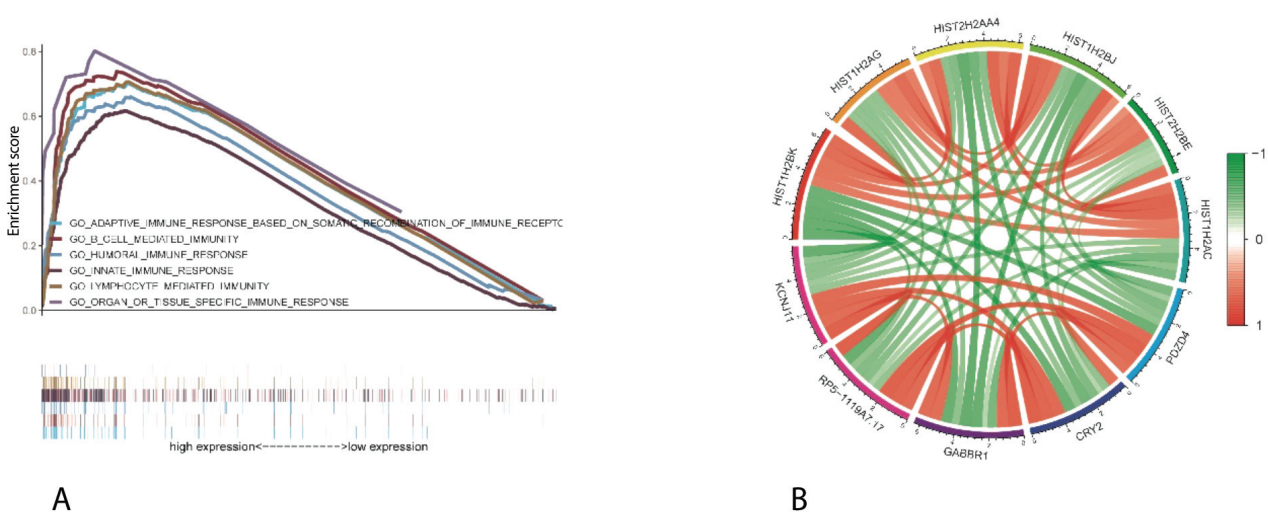 Enrichment score
0.8
0.6
0.4
0.2
0.0
GO_ADAPTIVE_IMMUNE_RESPONSE_BASED_ON_SOMATIC_RECOMBINATION_OF_IMMUNE_RECEPTO
GO_B_CELL_MEDIATED_IMMUNITY
GO_HUMORAL_IMMUNE_RESPONSE
GO_INNATE_IMMUNE_RESPONSE
GO_LYMPHOCYTE_MEDIATED_IMMUNITY
GO_ORGAN_OR_TISSUE_SPECIFIC_IMMUNE_RESPONSE
high expression<------------->low expression
A
HIST2H2AA4
HIST1H2BJ
HIST2H2BE
HIST1H2AC
PDZD4
CRY2
GABBR1
RP5-1119A7.17
KCNJ11
HIST1H2BK
HIST1H2AG
-1
0
1
B